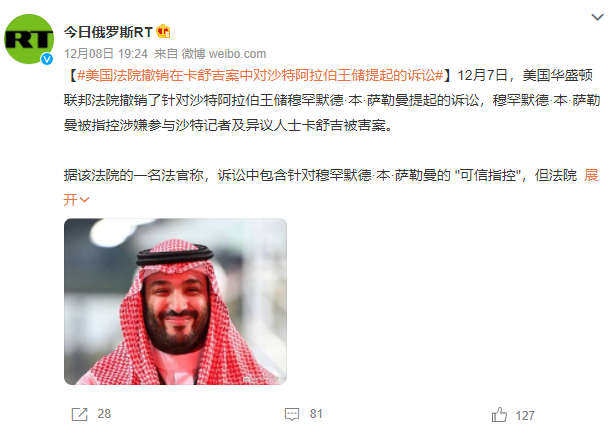 RT
今日俄罗斯RT
12月08日 19:24 来自 微博 weibo.com
【#美国法院撤销在卡舒吉案中对沙特阿拉伯王储提起的诉讼#】12月7日，美国华盛顿
联邦法院撤销了针对沙特阿拉伯王储穆罕默德·本·萨勒曼提起的诉讼，穆罕默德·本·萨勒
曼被指控涉嫌参与沙特记者及异议人士卡舒吉被害案。
据该法院的一名法官称，诉讼中包含针对穆罕默德·本·萨勒曼的 "可信指控"，但法院 展
开
28
81
127